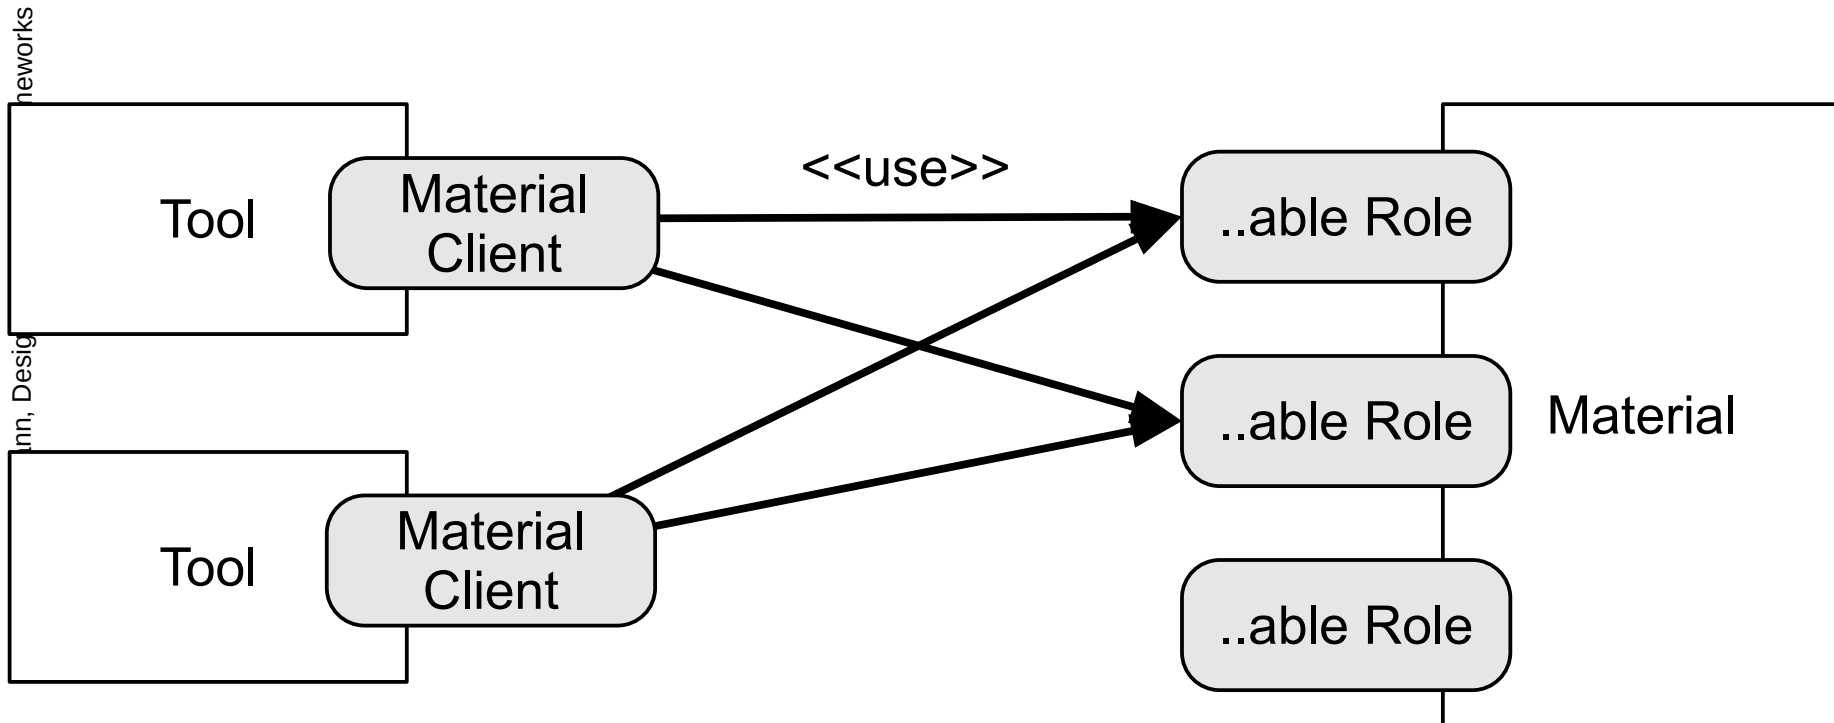 Tool
Material
Client
<<use>>
..able Role
..able Role
Material
Tool
Material
Client
..able Role